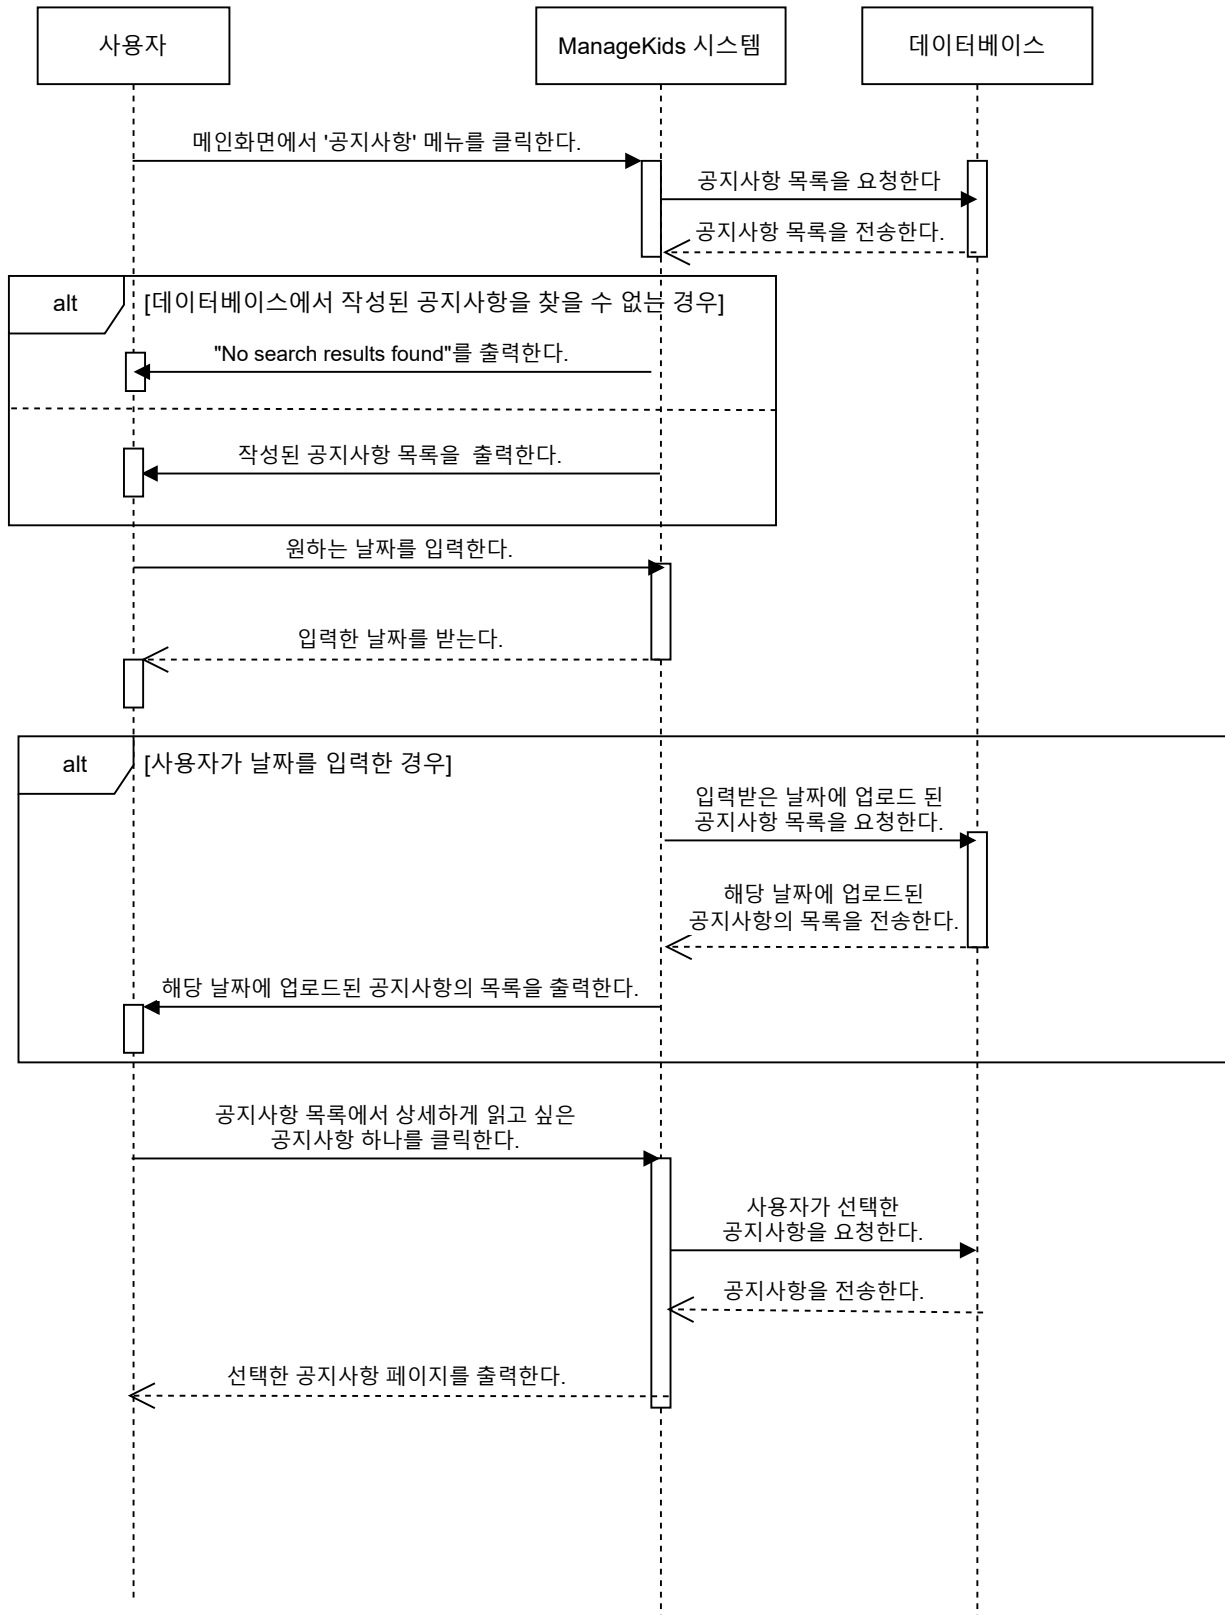 사용자
ManageKids 시스템
데이터베이스
메인화면에서 '공지사항' 메뉴를 클릭한다.
공지사항 목록을 요청한다
공지사항 목록을 전송한다.
alt
[데이터베이스에서 작성된 공지사항을 찾을 수 없는 경우]
"No search results found"를 출력한다.
작성된 공지사항 목록을 출력한다.
원하는 날짜를 입력한다.
입력한 날짜를 받는다.
alt
[사용자가 날짜를 입력한 경우]
입력받은 날짜에 업로드 된
공지사항 목록을 요청한다.
해당 날짜에 업로드된
공지사항의 목록을 전송한다.
해당 날짜에 업로드된 공지사항의 목록을 출력한다.
공지사항 목록에서 상세하게 읽고 싶은
공지사항 하나를 클릭한다.
사용자가 선택한
공지사항을 요청한다.
공지사항을 전송한다.
선택한 공지사항 페이지를 출력한다.